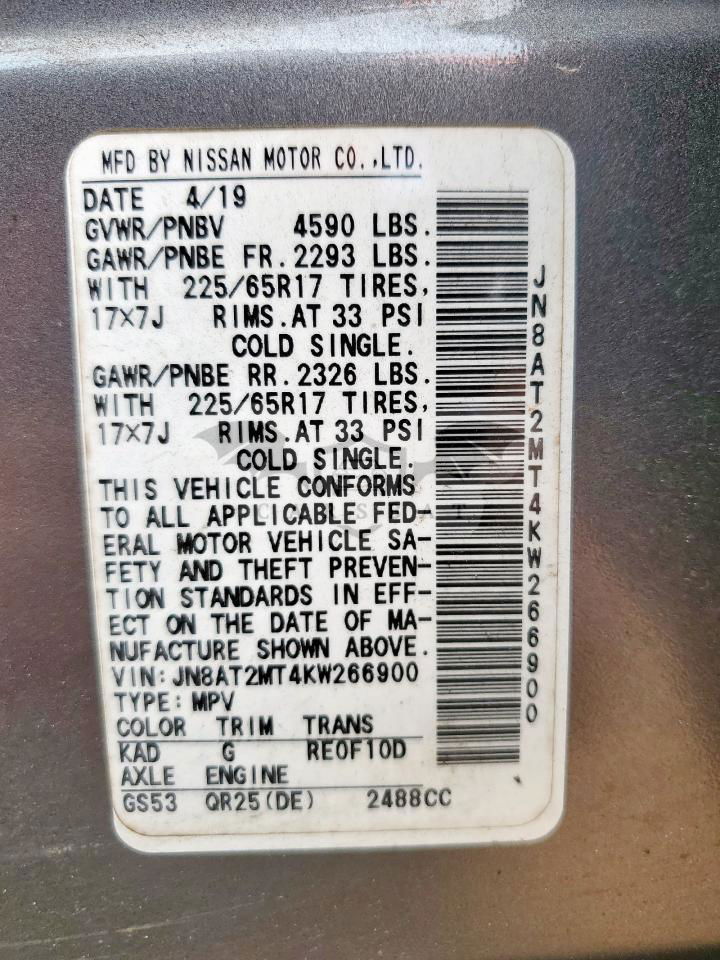 MFD BY NISSAN MOTOR CO.,LTD.
DATE 4/19
GVWR/PNBV 4590 LBS.
GAWR/PNBE FR.2293 LBS.
WITH 225/65R17 TIRES,
17×7J RIMS.AT 33 PSI
COLD SINGLE.
GAWR/PNBE RR.2326 LBS.
WITH 225/65R17 TIRES,
17×7J RIMS.AT 33 PSI
COLD SINGLE.
THIS VEHICLE CONFORMS
TO ALL APPLICABLE FED-
ERAL MOTOR VEHICLE SA-
FETY AND THEFT PREVEN-
TION STANDARDS IN EFF-
ECT ON THE DATE OF MA-
NUFACTURE SHOWN ABOVE.
VIN:JN8AT2MT4KW266900
TYPE:MPV
COLOR TRIM TRANS
KAD G RE0F10D
AXLE ENGINE
GS53 QR25(DE) 2488CC
JN8AT2MT4KW266900